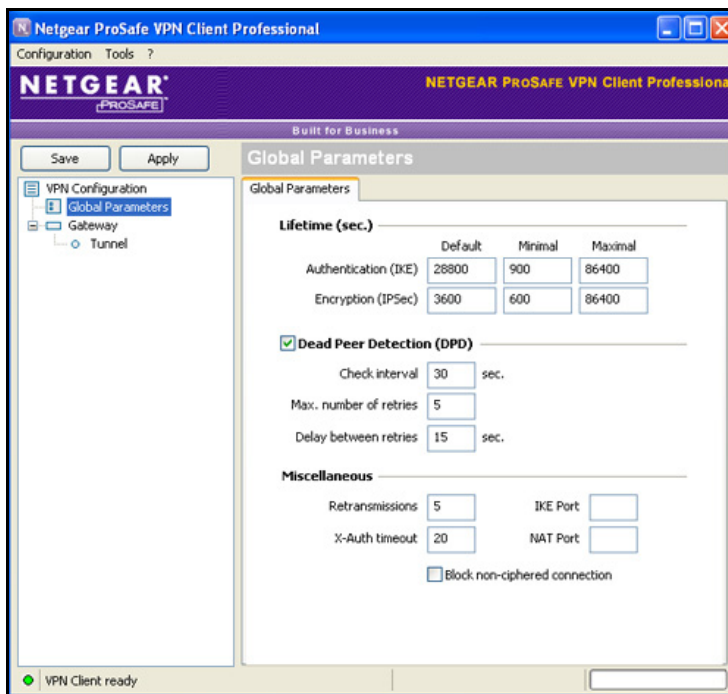 Netgear ProSafe VPN Client Professional
Configuration Tools ?
NETGEAR®
PROSAFE
NETGEAR PROSAFE VPN Client Professiona
Built for Business
Save Apply
Global Parameters
VPN Configuration
Global Parameters
Gateway
Tunnel
Global Parameters
Lifetime (sec.)
Default Minimal Maximal
Authentication (IKE) 28800 900 86400
Encryption (IPSec) 3600 600 86400
Dead Peer Detection (DPD)
Check interval 30 sec.
Max. number of retries 5
Delay between retries 15 sec.
Miscellaneous
Retransmissions 5 IKE Port
X-Auth timeout 20 NAT Port
Block non-ciphered connection
VPN Client ready